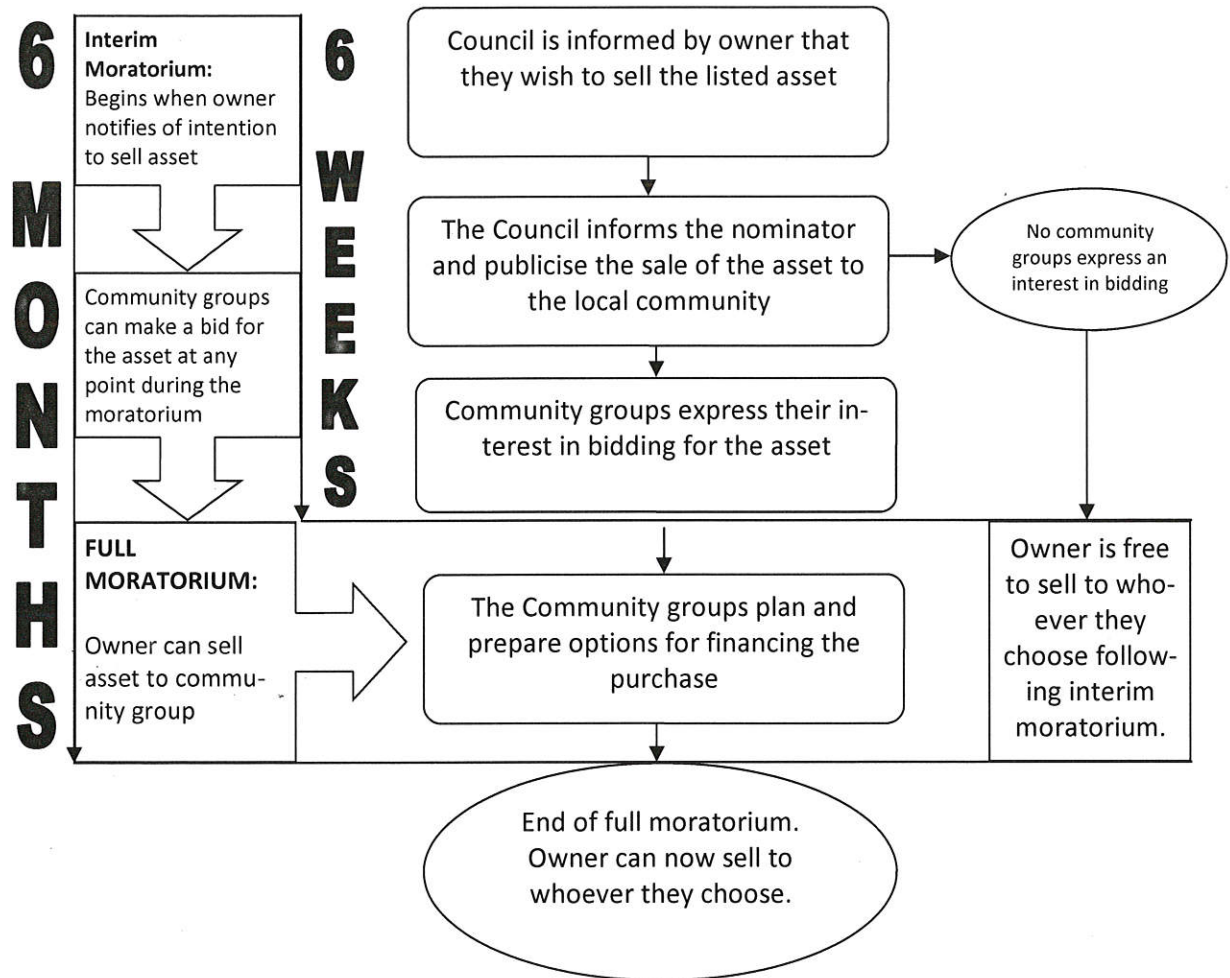 6 MONTHS
Interim
Moratorium:
Begins when owner
notifies of intention
to sell asset
Community groups
can make a bid for
the asset at any
point during the
moratorium
FULL
MORATORIUM:
Owner can sell
asset to commu-
nity group
6 WEEKS
Council is informed by owner that
they wish to sell the listed asset
The Council informs the nominator
and publicise the sale of the asset to
the local community
No community
groups express an
interest in bidding
Community groups express their in-
terest in bidding for the asset
The Community groups plan and
prepare options for financing the
purchase
Owner is free
to sell to who-
ever they
choose follow-
ing interim
moratorium.
End of full moratorium.
Owner can now sell to
whoever they choose.